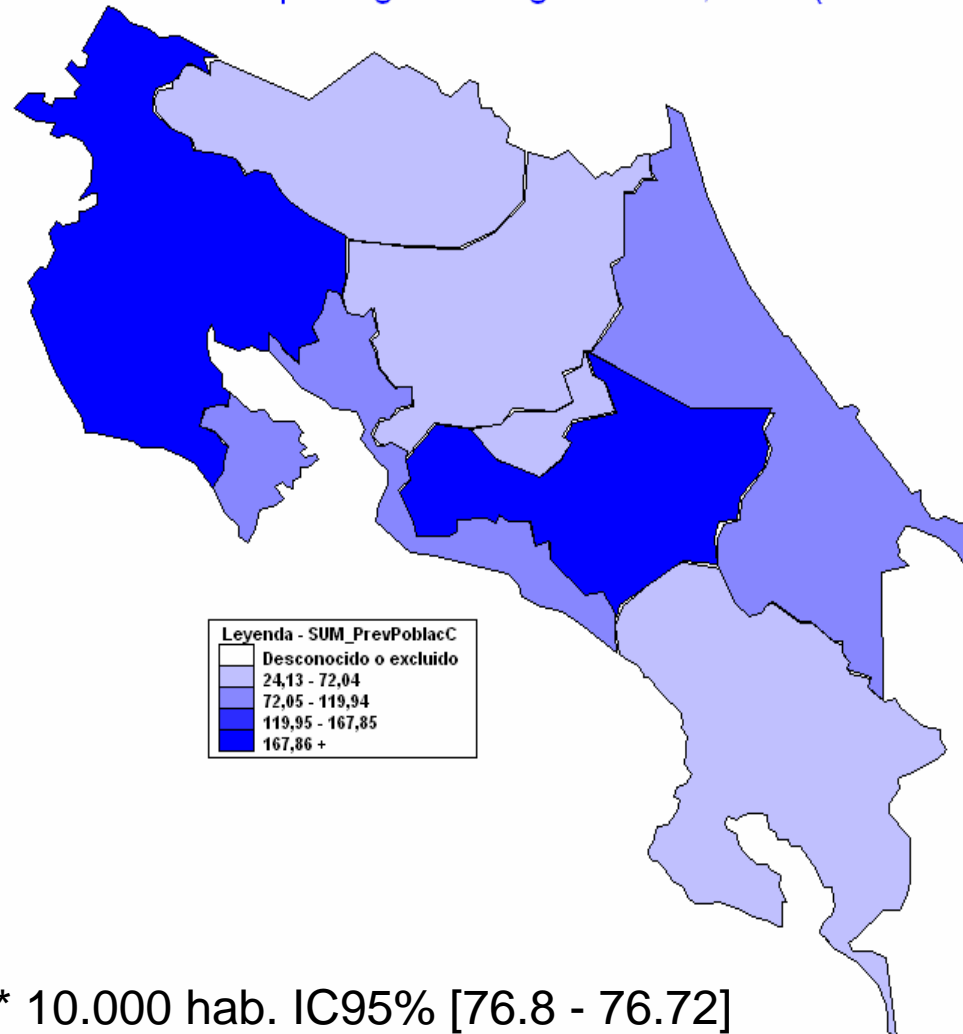 Leyenda - SUM_PrevPoblacC
Desconocido o excluido
24,13 - 72,04
72,05 - 119,94
119,95 - 167,85
167,86 +
* 10.000 hab. IC95% [76.8 - 76.72]